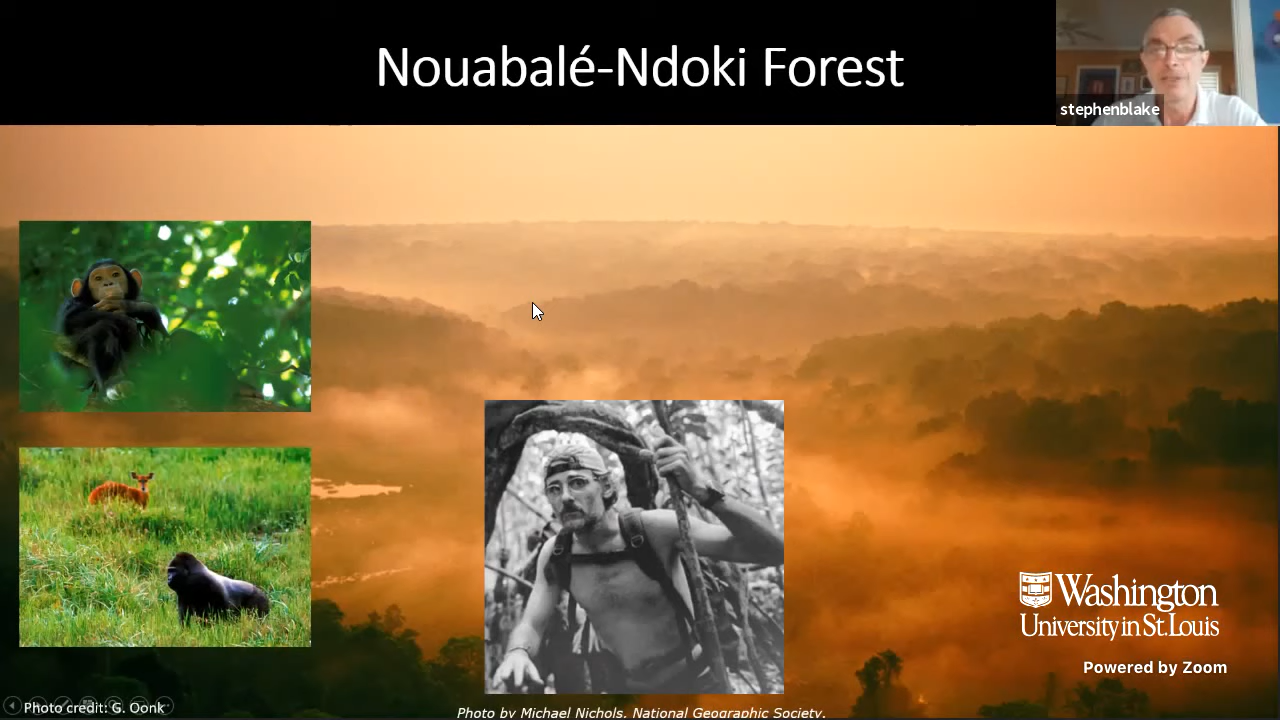 Nouabalé-Ndoki Forest
stephenblake
Washington
University in St. Louis
Powered by Zoom
Photo credit: G. Oonk
Photo by Michael Nichols, National Geographic Society.